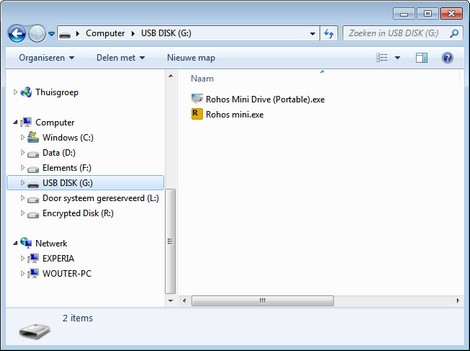 Computer USB DISK (G:)
Zoeken in USB DISK (G:)
Organiseren Delen met Nieuwe map
Thuisgroep
Computer
Windows (C:)
Data (D:)
Elements (F:)
USB DISK (G:)
Door systeem gereserveerd (L:)
Encrypted Disk (R:)
Netwerk
EXPERIA
WOUTER-PC
Naam
Rohos Mini Drive (Portable).exe
Rohos mini.exe
2 items